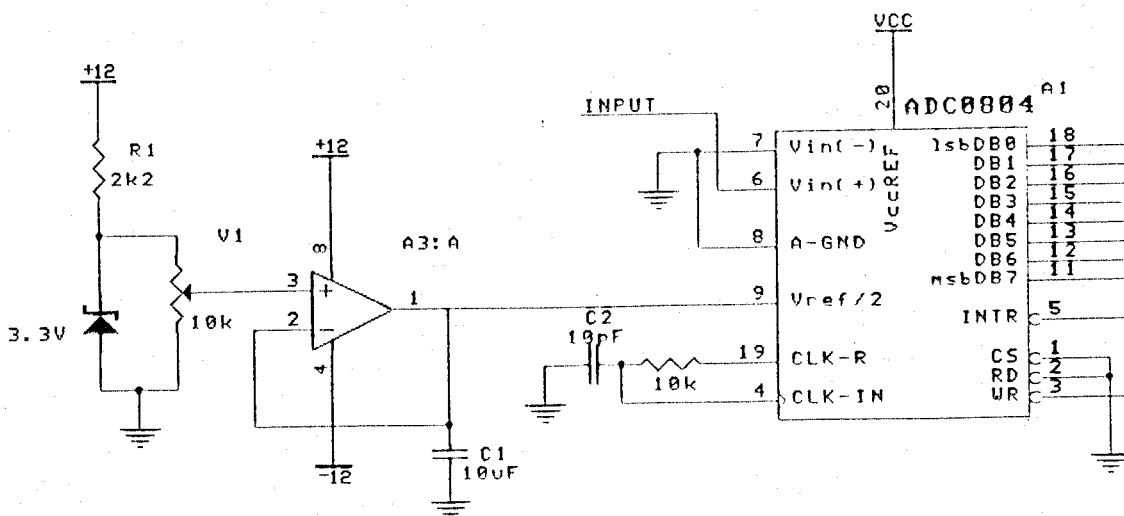 +12
R1
2k2
3.3V
V1
10k
+12
8
A3:A
3
+
1
2
-
4
-12
C1
10uF
INPUT
VCC
20
ADC0804
A1
7
Vin(-)
6
Vin(+)
8
A-GND
9
Vref/2
C2
10pF
10k
19
CLK-R
4
CLK-IN
VccREF
lsbDB0
18
DB1
17
DB2
16
DB3
15
DB4
14
DB5
13
DB6
12
msbDB7
11
INTR
5
CS
1
RD
2
WR
3